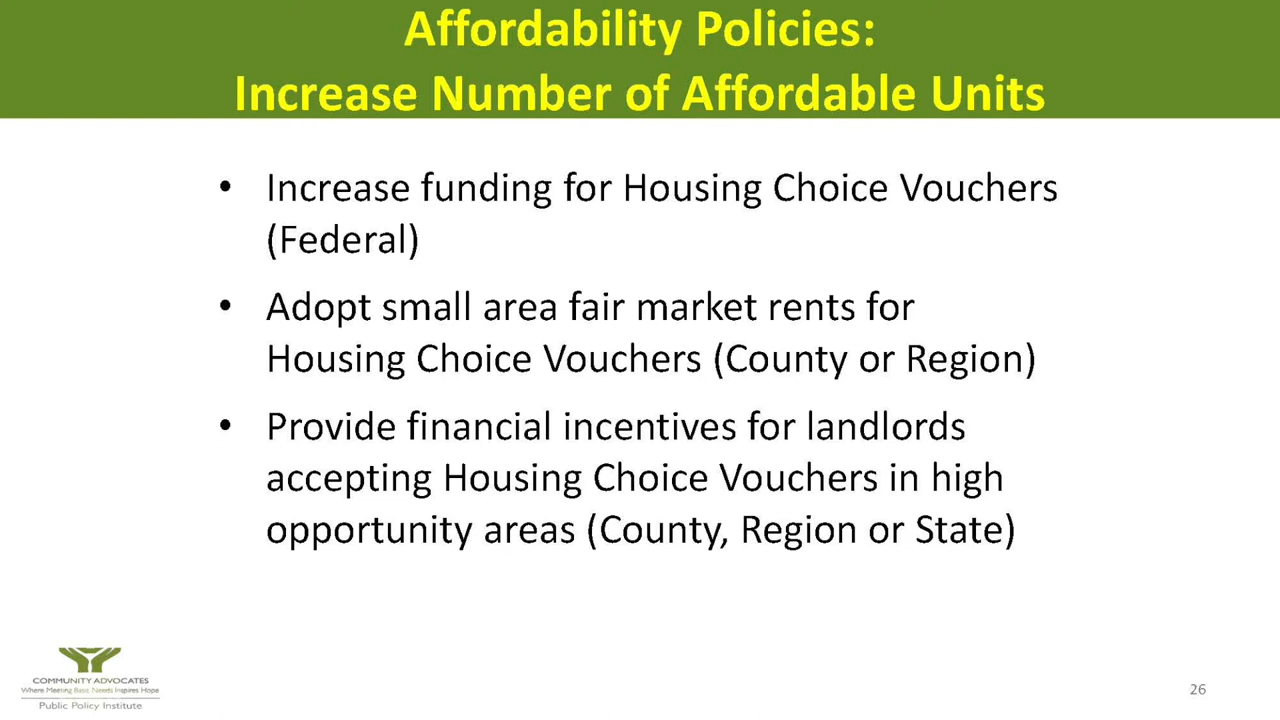 Affordability Policies:
Increase Number of Affordable Units
• Increase funding for Housing Choice Vouchers
(Federal)
• Adopt small area fair market rents for
Housing Choice Vouchers (County or Region)
• Provide financial incentives for landlords
accepting Housing Choice Vouchers in high
opportunity areas (County, Region or State)
COMMUNITY ADVOCATES
Where Meeting Basic Needs Inspires Hope
Public Policy Institute
26